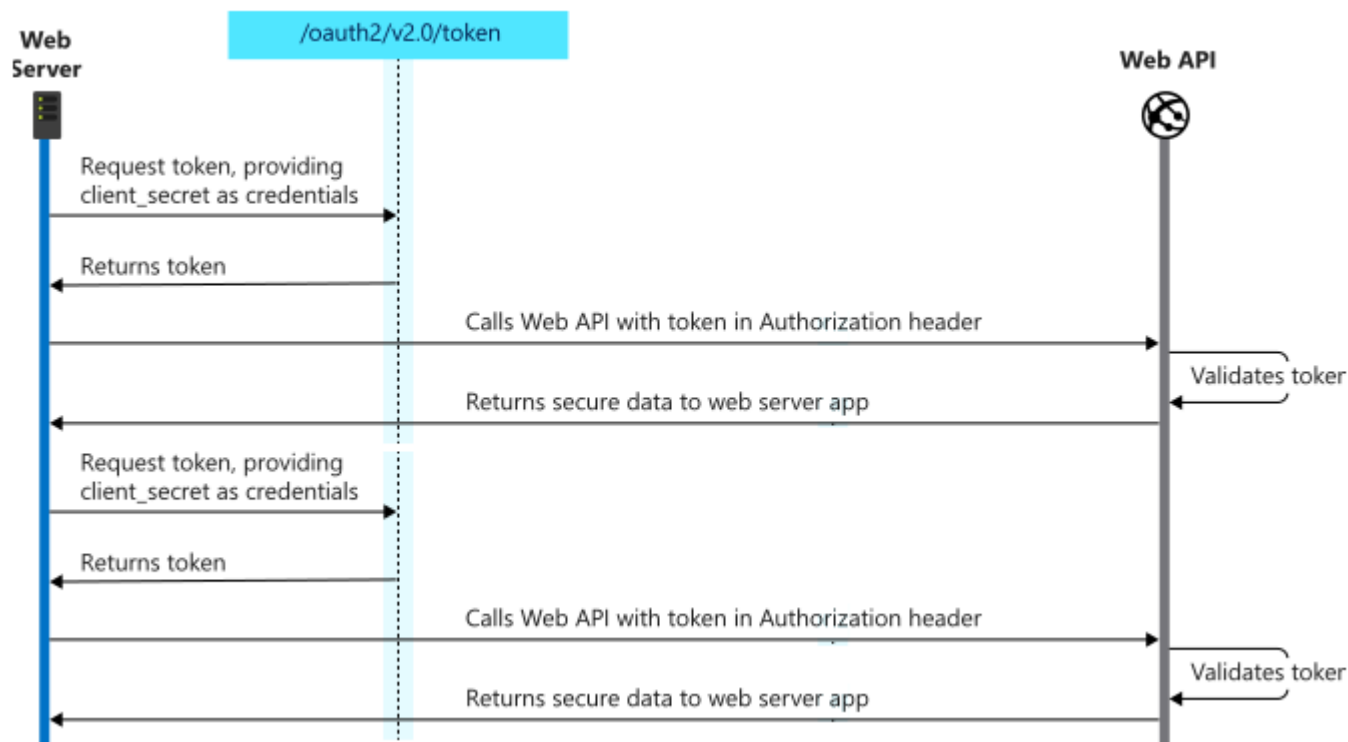 /oauth2/v2.0/token
Web
Server
Web API
Request token, providing
client_secret as credentials
Returns token
Calls Web API with token in Authorization header
Validates token
Returns secure data to web server app
Request token, providing
client_secret as credentials
Returns token
Calls Web API with token in Authorization header
Validates token
Returns secure data to web server app